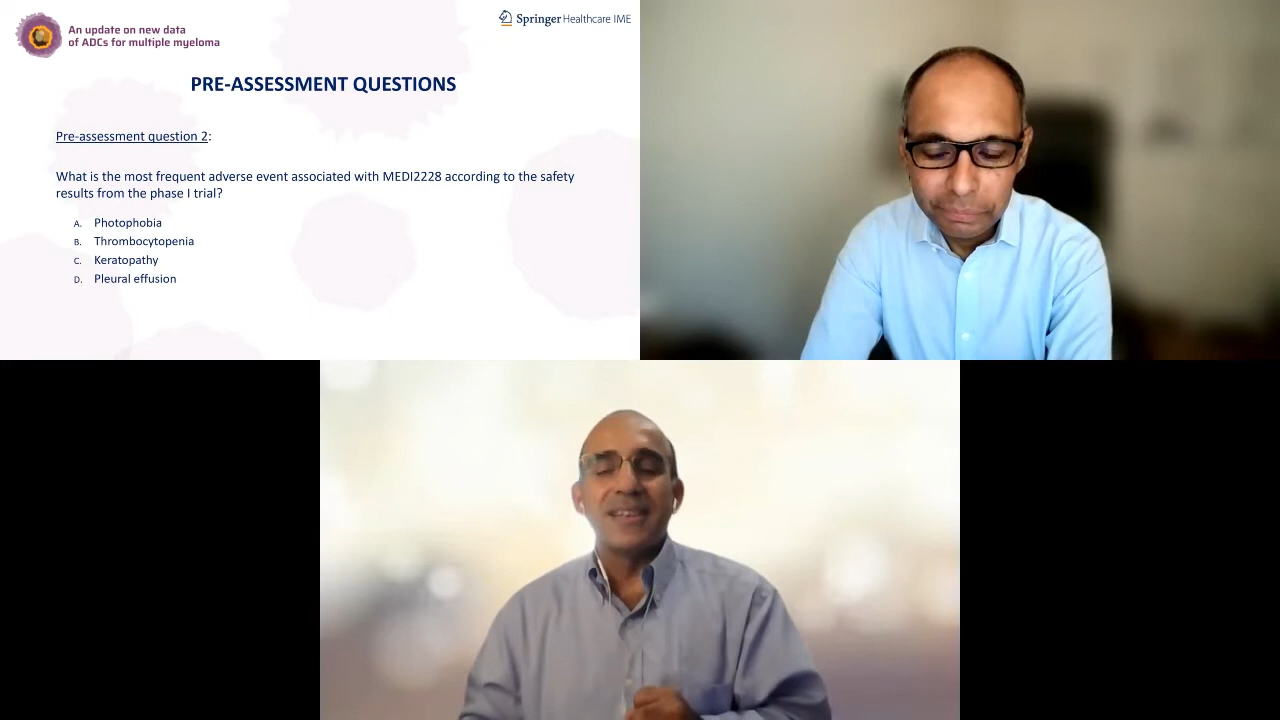 An update on new data
of ADCs for multiple myeloma
Springer Healthcare IME
PRE-ASSESSMENT QUESTIONS
Pre-assessment question 2:
What is the most frequent adverse event associated with MEDI2228 according to the safety
results from the phase I trial?
A. Photophobia
B. Thrombocytopenia
C. Keratopathy
D. Pleural effusion